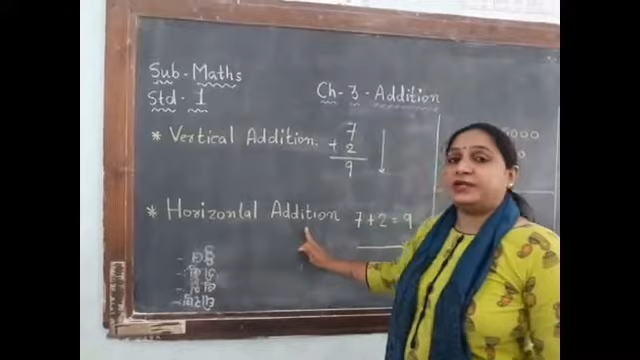 Sub-Maths
Std-1
Ch-3-Addition
* Vertical Addition.
7
+ 2
9
* Horizontal Addition 7+2=9